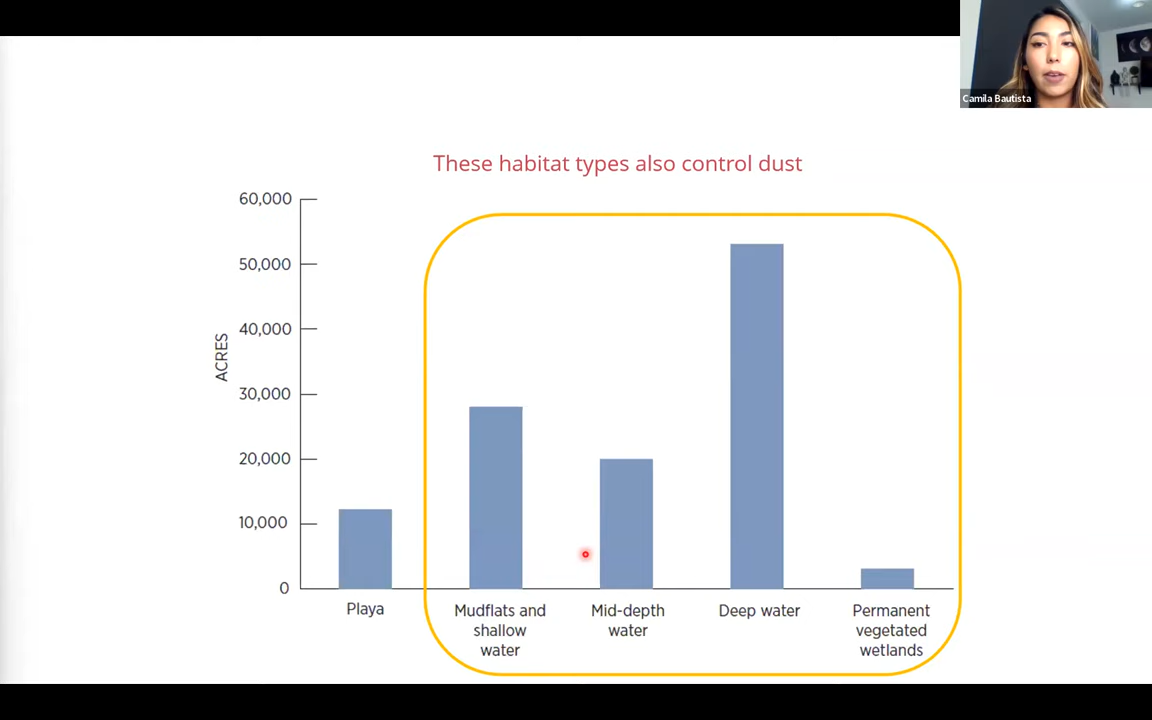 Camila Bautista
These habitat types also control dust
60,000
50,000
40,000
30,000
20,000
10,000
0
ACRES
Playa
Mudflats and
shallow
water
Mid-depth
water
Deep water
Permanent
vegetated
wetlands